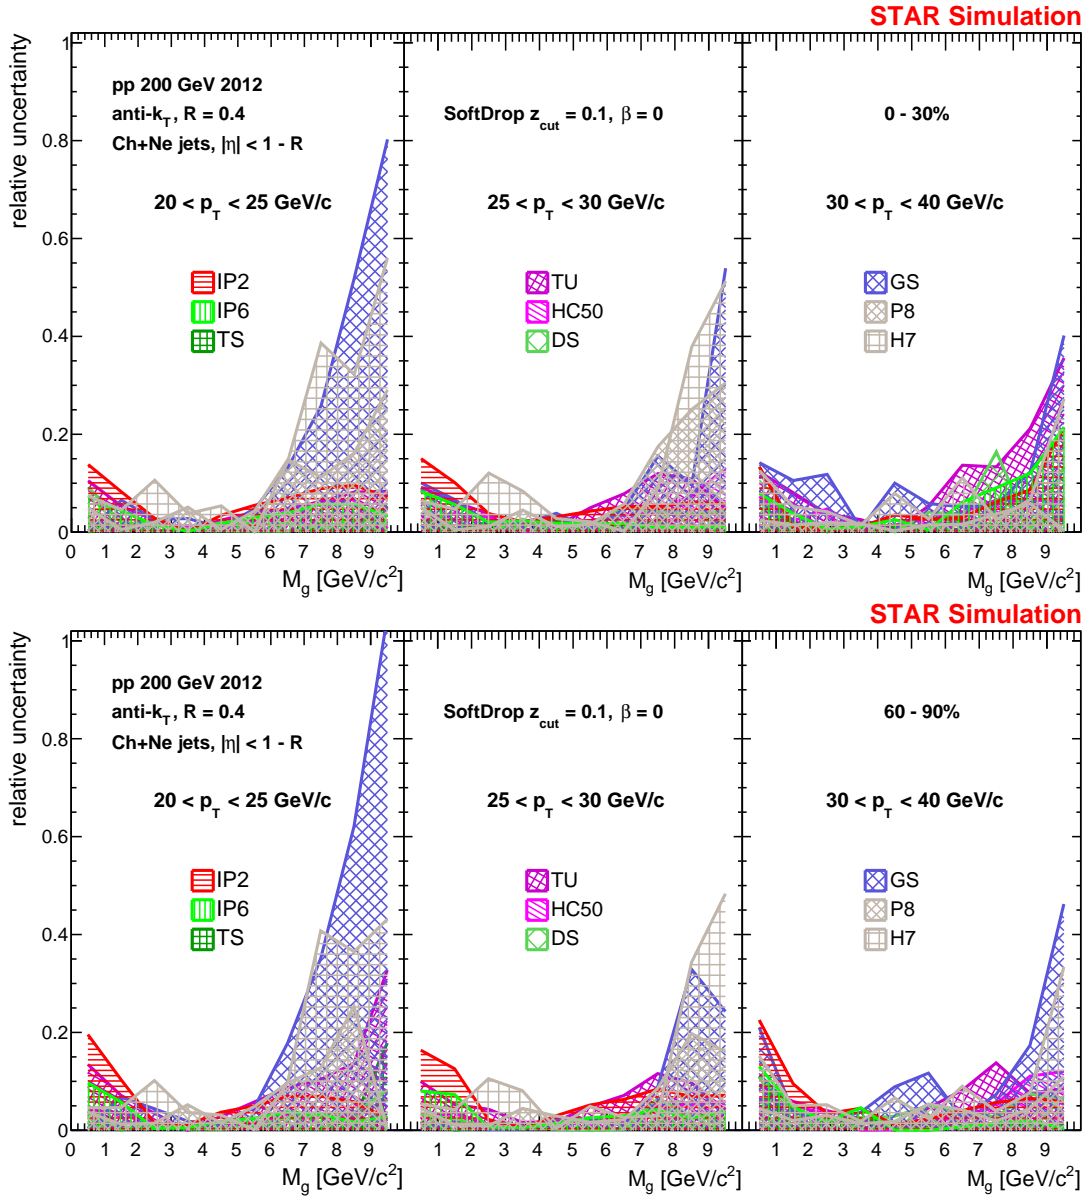 STAR Simulation
relative uncertainty
1
0.8
0.6
0.4
0.2
0
pp 200 GeV 2012
anti-k_T, R = 0.4
Ch+Ne jets, |η| < 1 - R
20 < p_T < 25 GeV/c
IP2
IP6
TS
SoftDrop z_cut = 0.1, β = 0
25 < p_T < 30 GeV/c
TU
HC50
DS
0 - 30%
30 < p_T < 40 GeV/c
GS
P8
H7
0 1 2 3 4 5 6 7 8 9
1 2 3 4 5 6 7 8 9
1 2 3 4 5 6 7 8 9
M_g [GeV/c²]
M_g [GeV/c²]
M_g [GeV/c²]
STAR Simulation
relative uncertainty
1
0.8
0.6
0.4
0.2
0
pp 200 GeV 2012
anti-k_T, R = 0.4
Ch+Ne jets, |η| < 1 - R
20 < p_T < 25 GeV/c
IP2
IP6
TS
SoftDrop z_cut = 0.1, β = 0
25 < p_T < 30 GeV/c
TU
HC50
DS
60 - 90%
30 < p_T < 40 GeV/c
GS
P8
H7
0 1 2 3 4 5 6 7 8 9
1 2 3 4 5 6 7 8 9
1 2 3 4 5 6 7 8 9
M_g [GeV/c²]
M_g [GeV/c²]
M_g [GeV/c²]